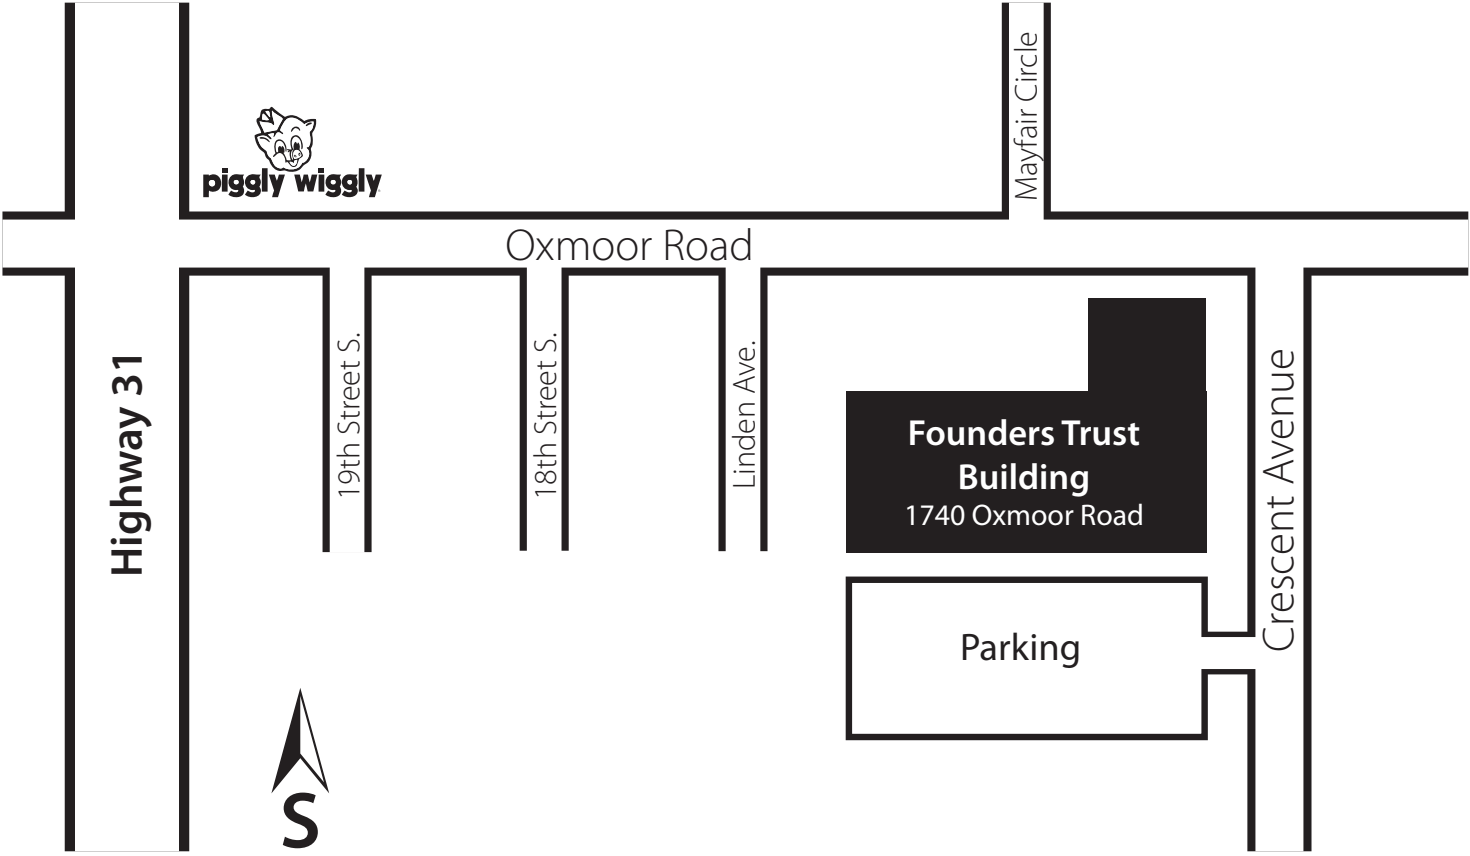 Mayfair Circle
piggly wiggly
Oxmoor Road
Highway 31
19th Street S.
18th Street S.
Linden Ave.
Founders Trust
Building
1740 Oxmoor Road
Crescent Avenue
Parking
S